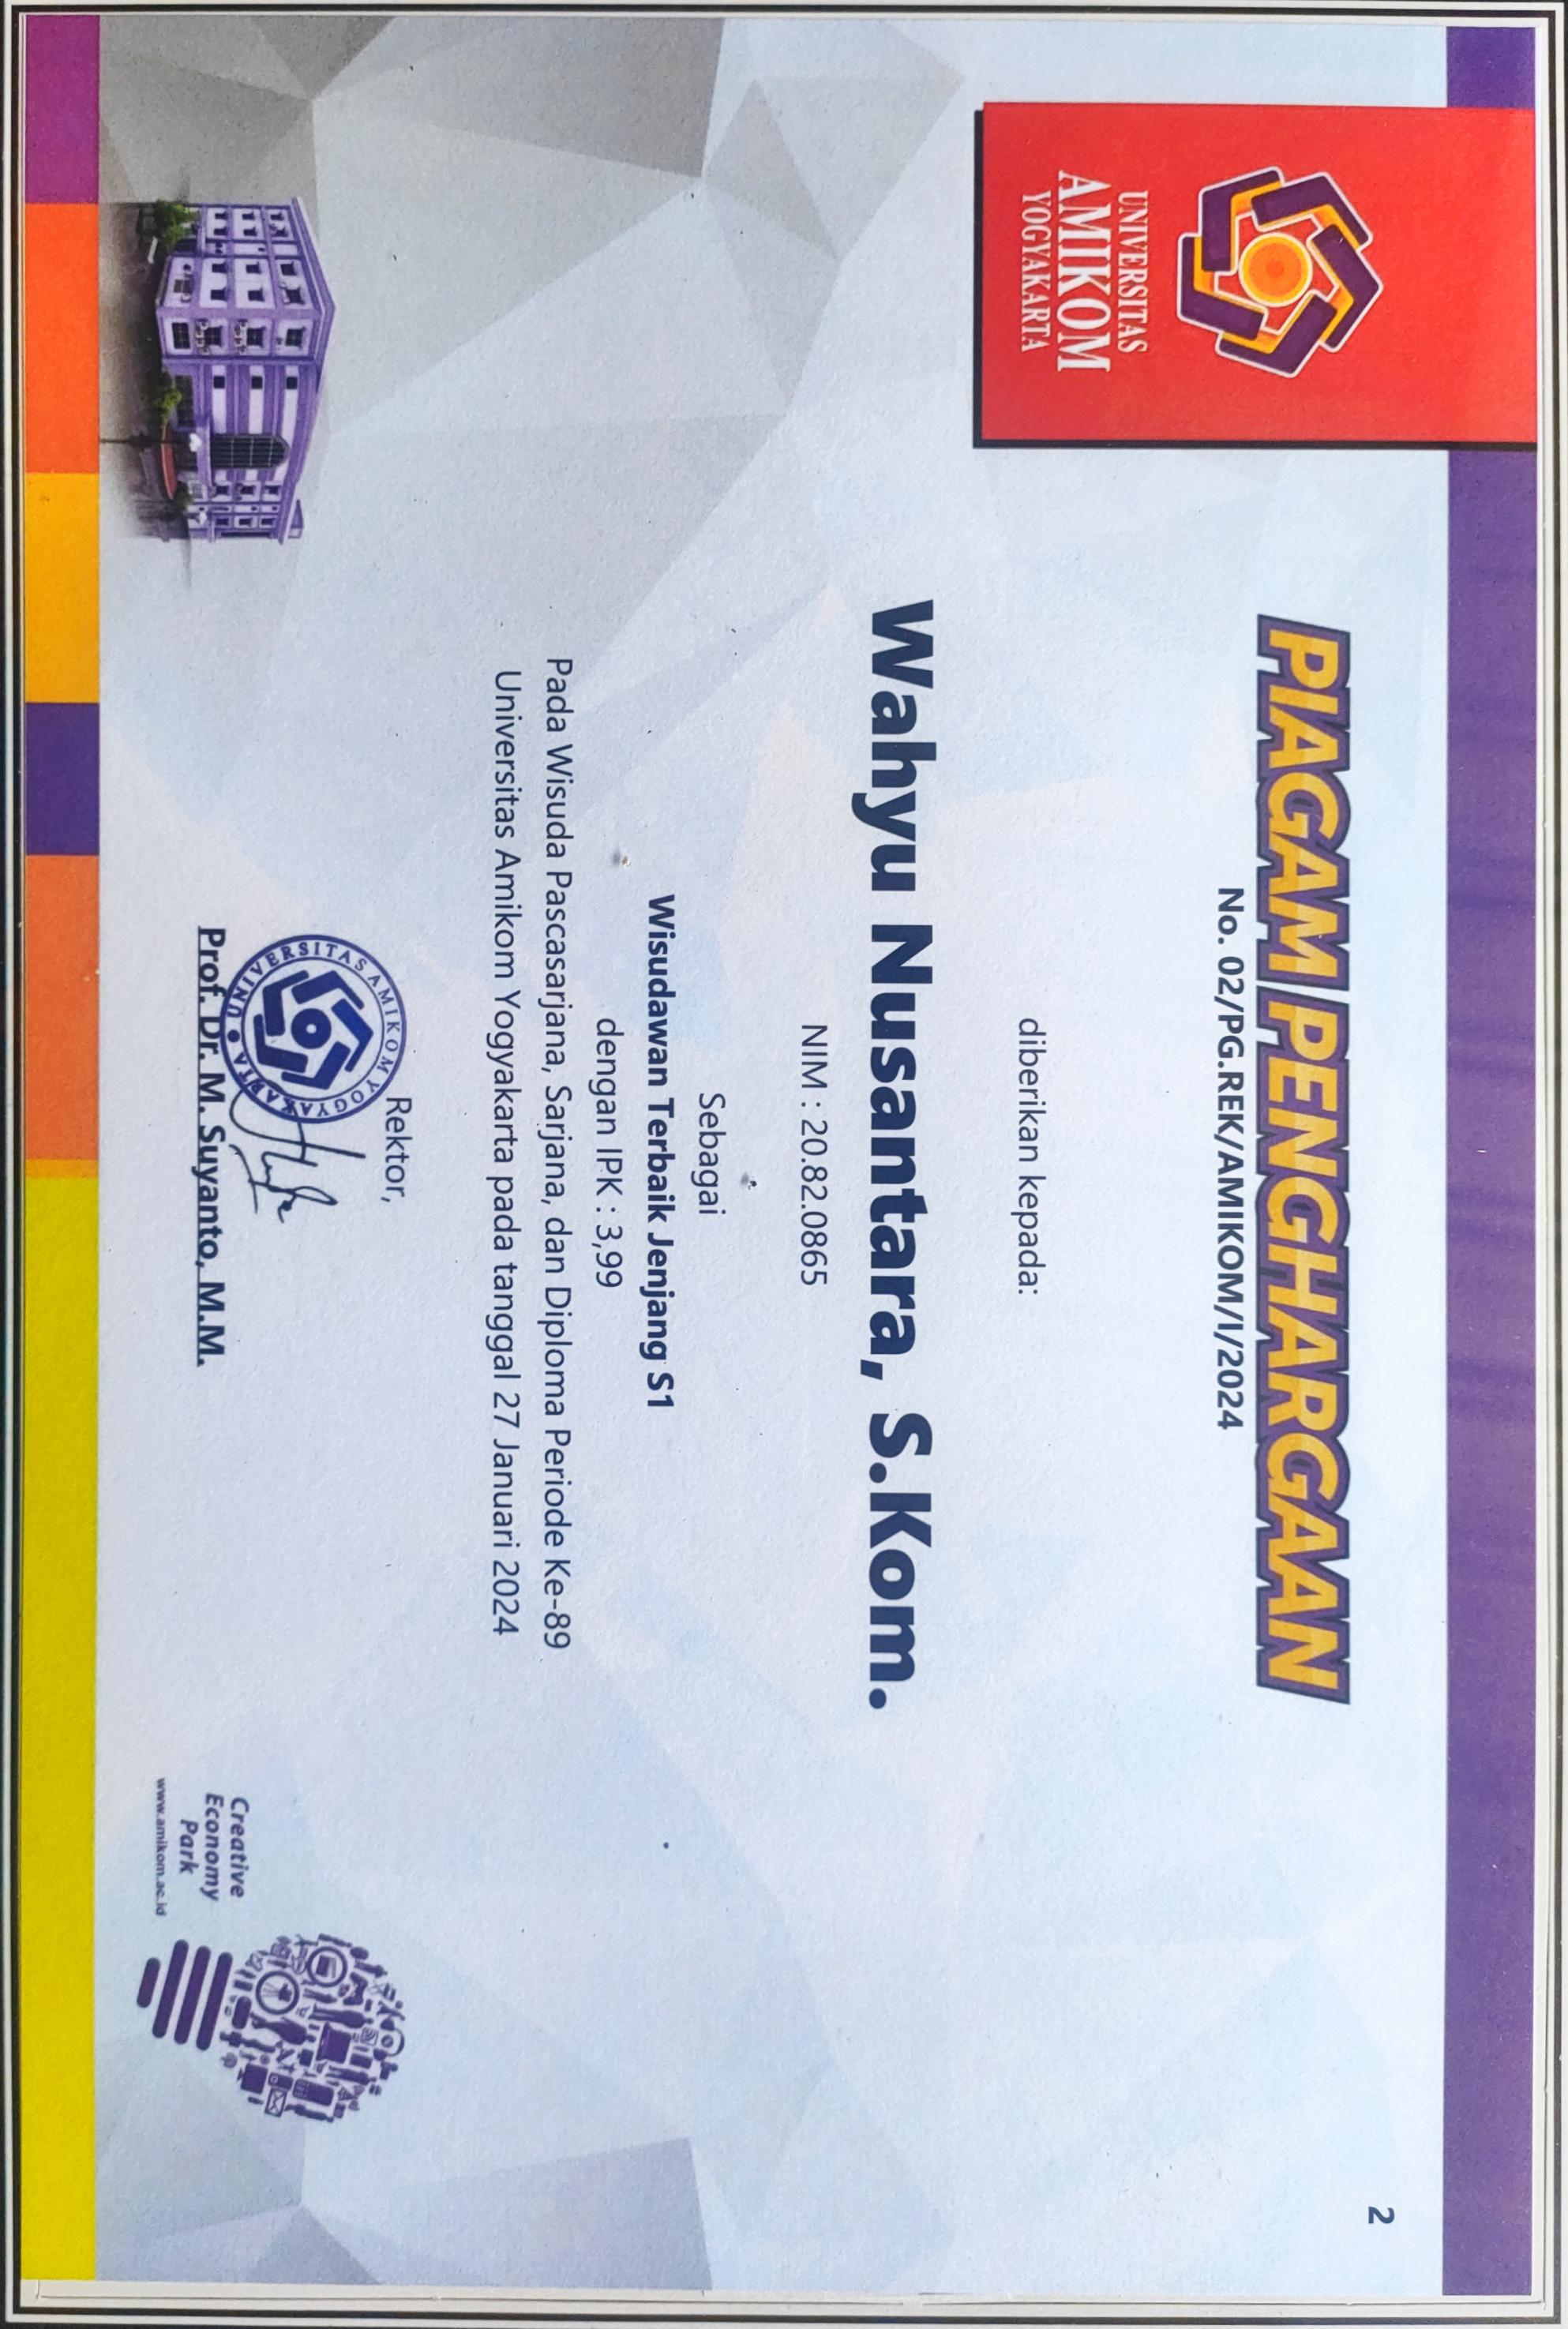 2
UNIVERSITAS
AMIKOM
YOGYAKARTA
PIAGAM PENGHARGAAN
No. 02/PG.REK/AMIKOM/I/2024
diberikan kepada:
Wahyu Nusantara, S.Kom.
NIM : 20.82.0865
Sebagai
Wisudawan Terbaik Jenjang S1
dengan IPK : 3,99
Pada Wisuda Pascasarjana, Sarjana, dan Diploma Periode Ke-89
Universitas Amikom Yogyakarta pada tanggal 27 Januari 2024
Rektor,
UNIVERSITAS AMIKOM YOGYAKARTA
Prof. Dr. M. Suyanto, M.M.
Creative
Economy
Park
www.amikom.ac.id